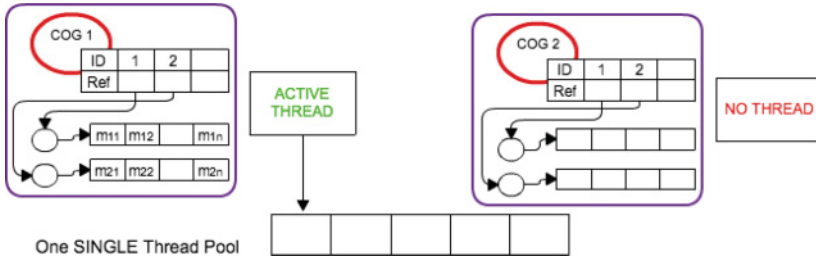 COG 1
ID 1 2
Ref
m11 m12 m1n
m21 m22 m2n
ACTIVE
THREAD
COG 2
ID 1 2
Ref
NO THREAD
One SINGLE Thread Pool